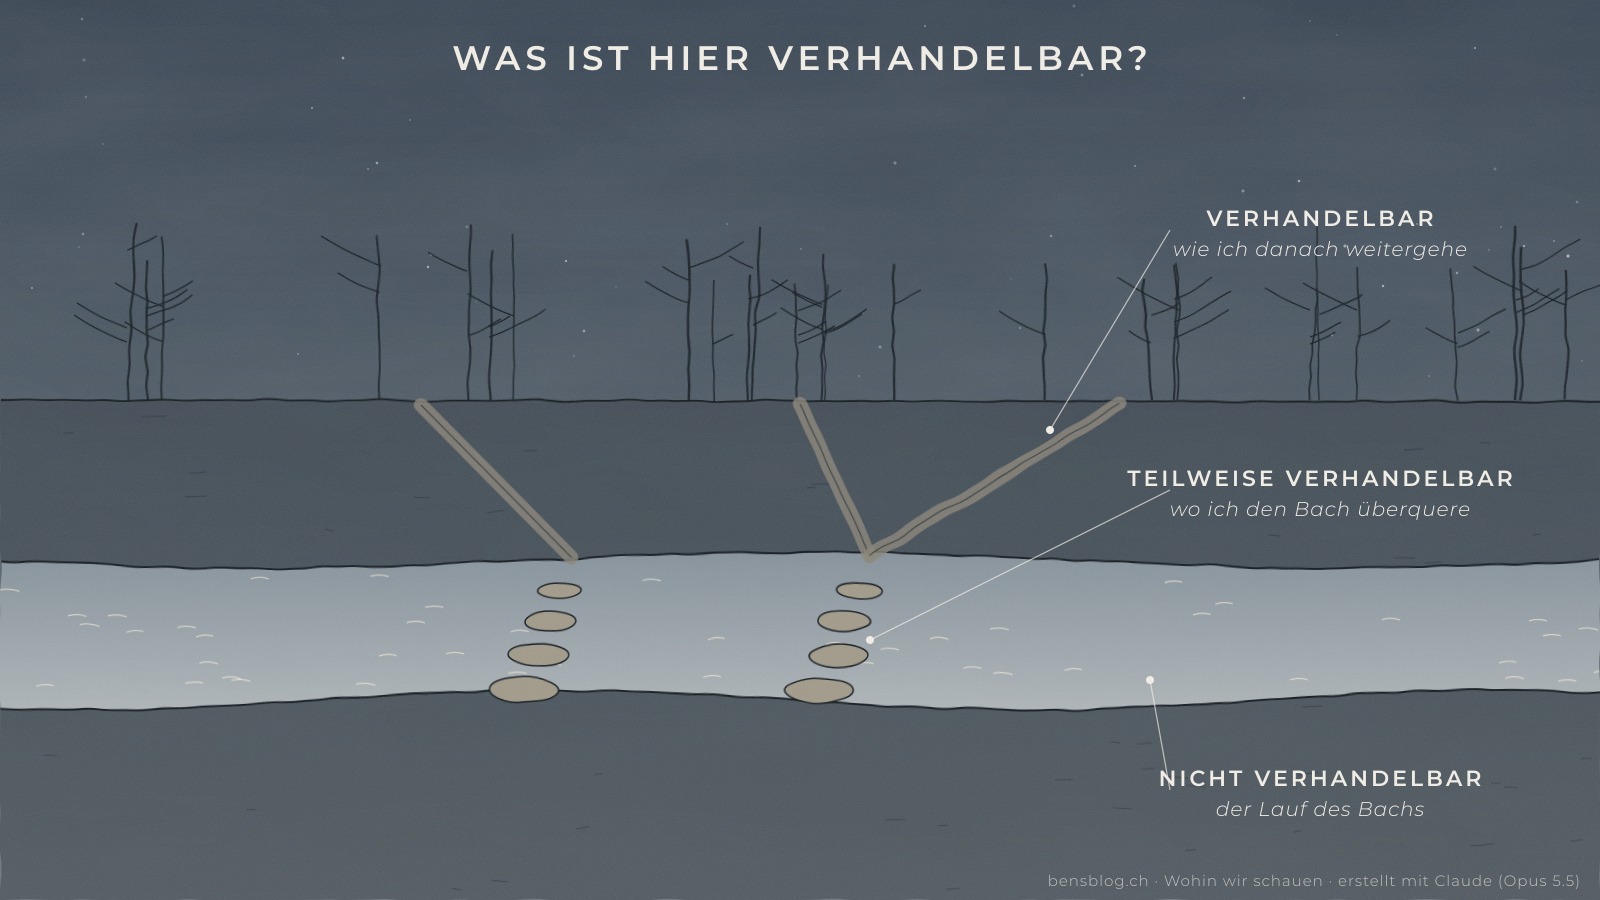 WAS IST HIER VERHANDELBAR?
VERHANDELBAR
wie ich danach weitergehe
TEILWEISE VERHANDELBAR
wo ich den Bach überquere
NICHT VERHANDELBAR
der Lauf des Bachs
bensblog.ch · Wohin wir schauen · erstellt mit Claude (Opus 5.5)